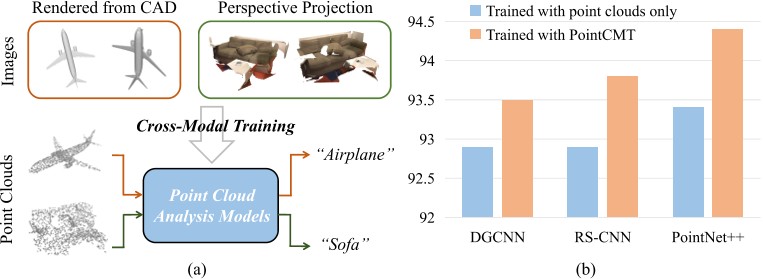 Rendered from CAD
Perspective Projection
Images
Cross-Modal Training
Point Clouds
Point Cloud
Analysis Models
“Airplane”
“Sofa”
(a)
Trained with point clouds only
Trained with PointCMT
94.5
94
93.5
93
92.5
92
DGCNN
RS-CNN
PointNet++
(b)